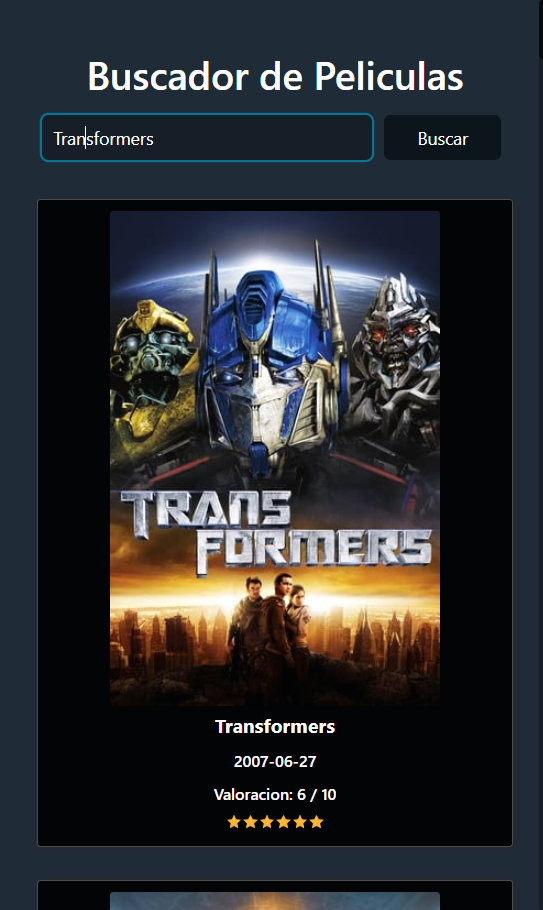 Buscador de Peliculas
Transformers
Buscar
TRANS
FORMERS
Transformers
2007-06-27
Valoracion: 6 / 10